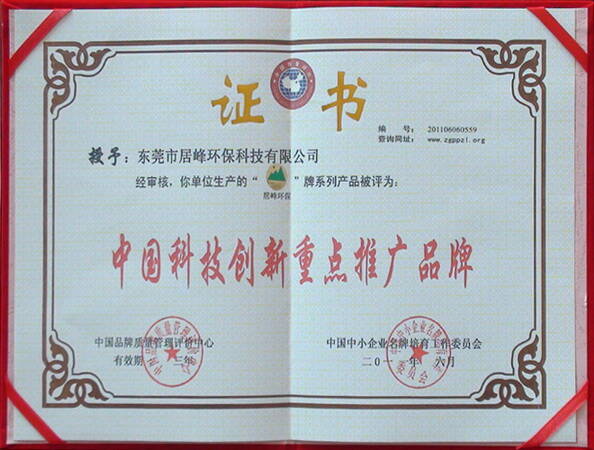 证书
编 号: 201106060559
咨询网址: www.zgppzl.org
授予: 东莞市居峰环保科技有限公司
经审核, 你单位生产的“居峰环保”牌系列产品被评为:
中国科技创新重点推广品牌
中国品牌质量管理评价中心
有效期 二年
中国中小企业名牌培育工作委员会
二〇一一年六月